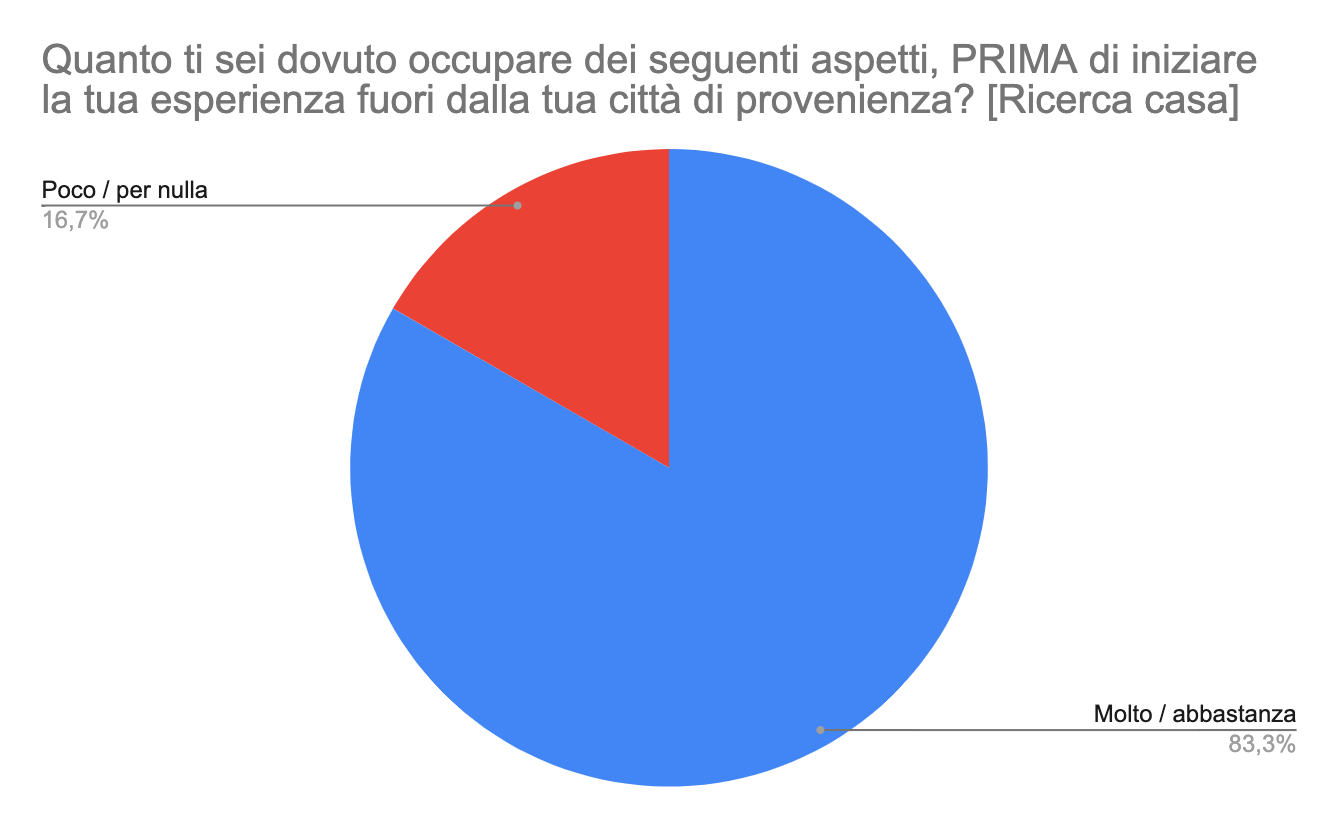 Quanto ti sei dovuto occupare dei seguenti aspetti, PRIMA di iniziare
la tua esperienza fuori dalla tua città di provenienza? [Ricerca casa]
Poco / per nulla
16,7%
Molto / abbastanza
83,3%